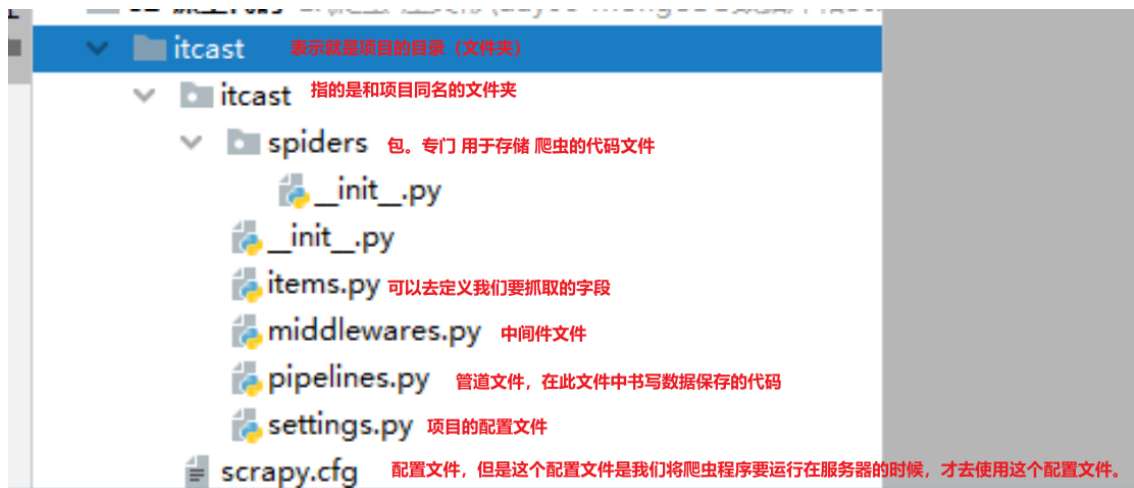 itcast 表示就是项目的目录（文件夹）
itcast 指的是和项目同名的文件夹
spiders 包。专门 用于存储 爬虫的代码文件
__init__.py
__init__.py
items.py 可以去定义我们要抓取的字段
middlewares.py 中间件文件
pipelines.py 管道文件，在此文件中书写数据保存的代码
settings.py 项目的配置文件
scrapy.cfg 配置文件，但是这个配置文件是我们将爬虫程序要运行在服务器的时候，才去使用这个配置文件。